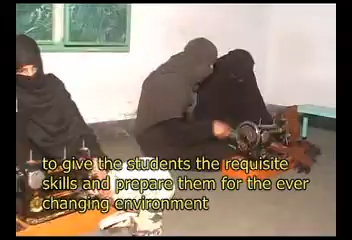 to give the students the requisite
skills and prepare them for the ever
changing environment